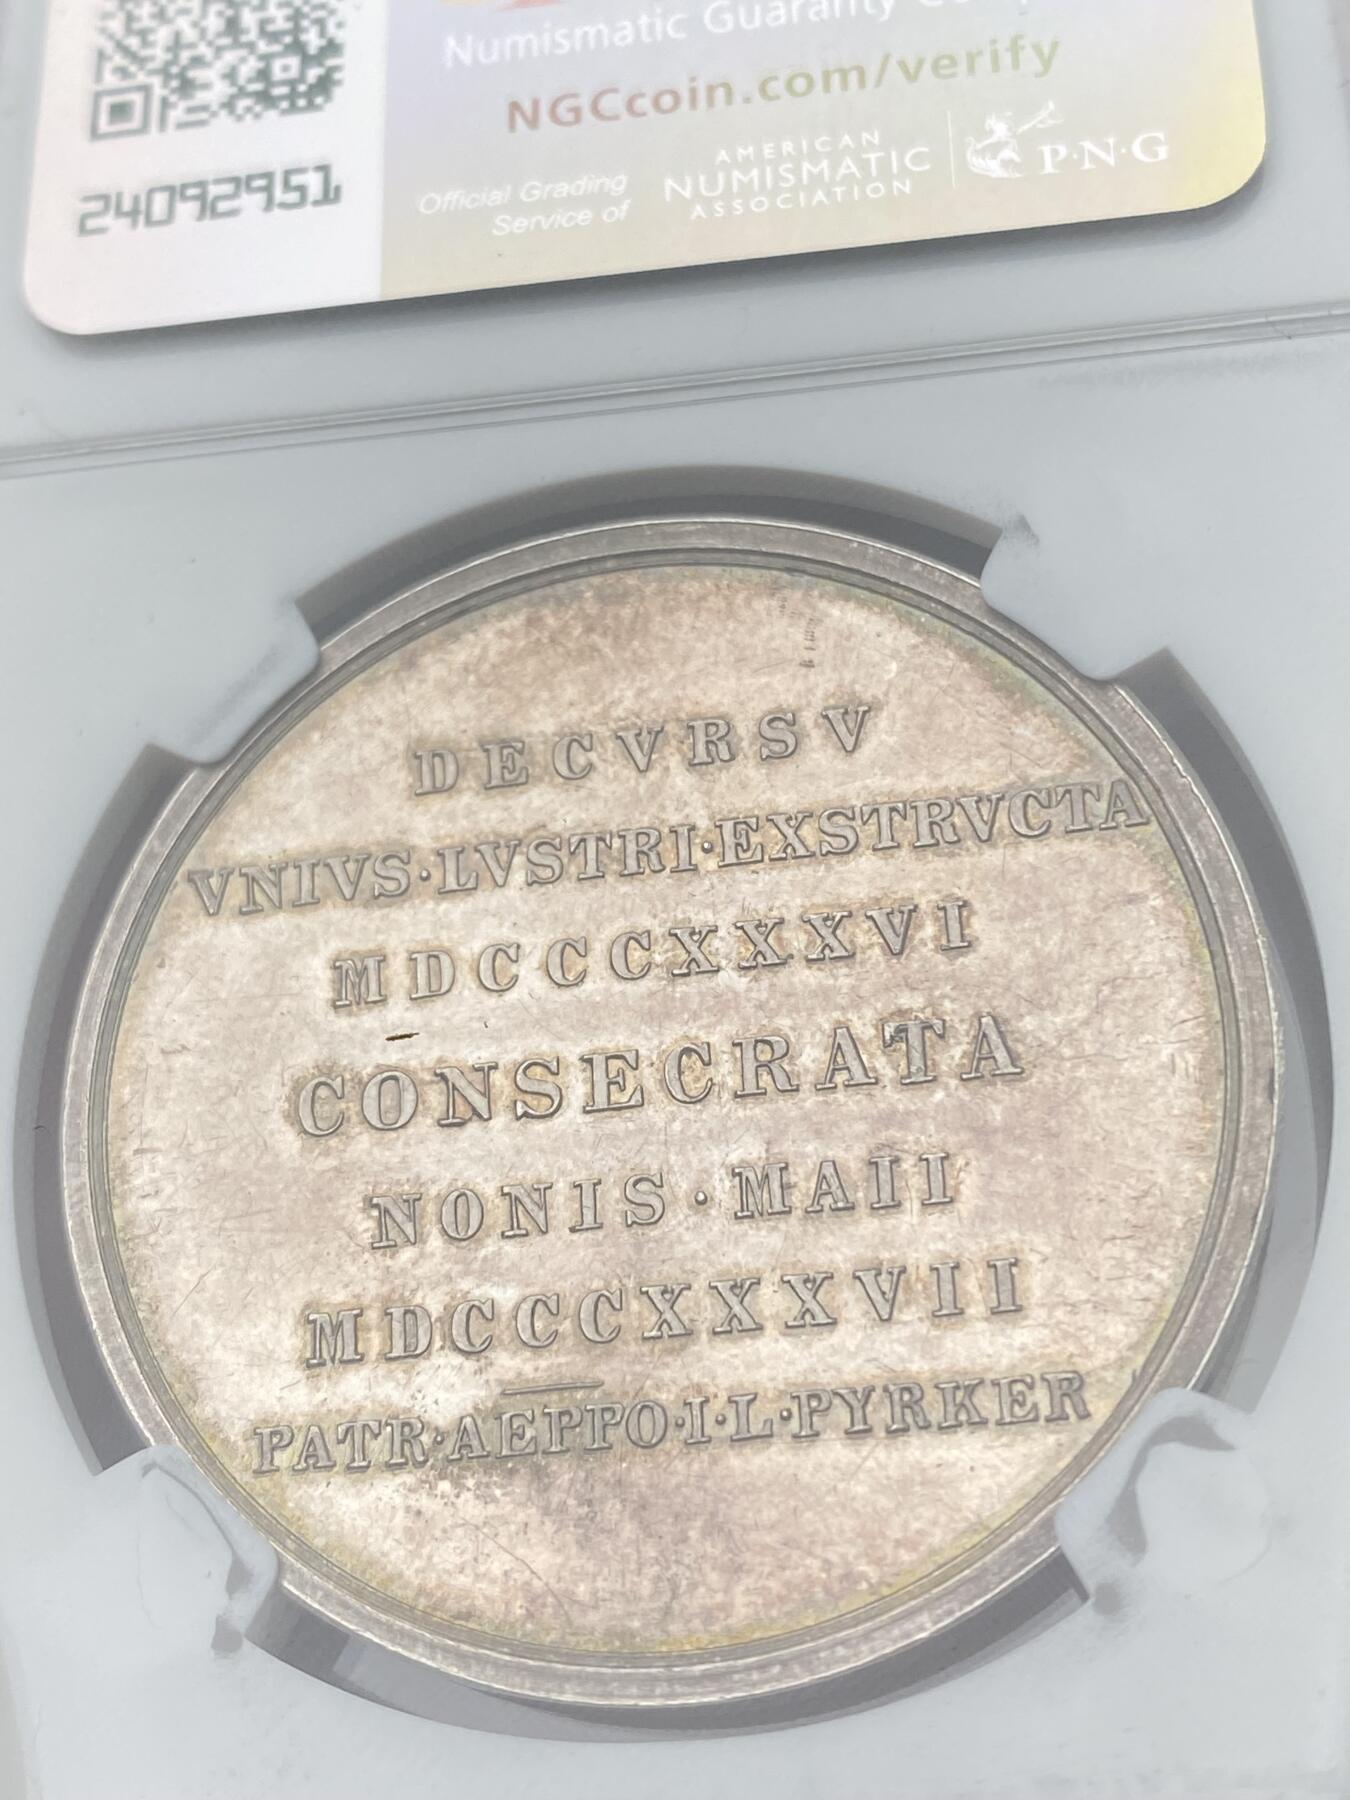 Numismatic Guaranty Comp
NGCcoin.com/verify
24092951
Official Grading
Service of
AMERICAN
NUMISMATIC
ASSOCIATION
P·N·G
DECVRSV
VNIVS·LVSTRI·EXSTRVCTA
MDCCCXXXVI
CONSECRATA
NONIS·MAII
MDCCCXXXVII
PATR·AEPPO·I·L·PYRKER